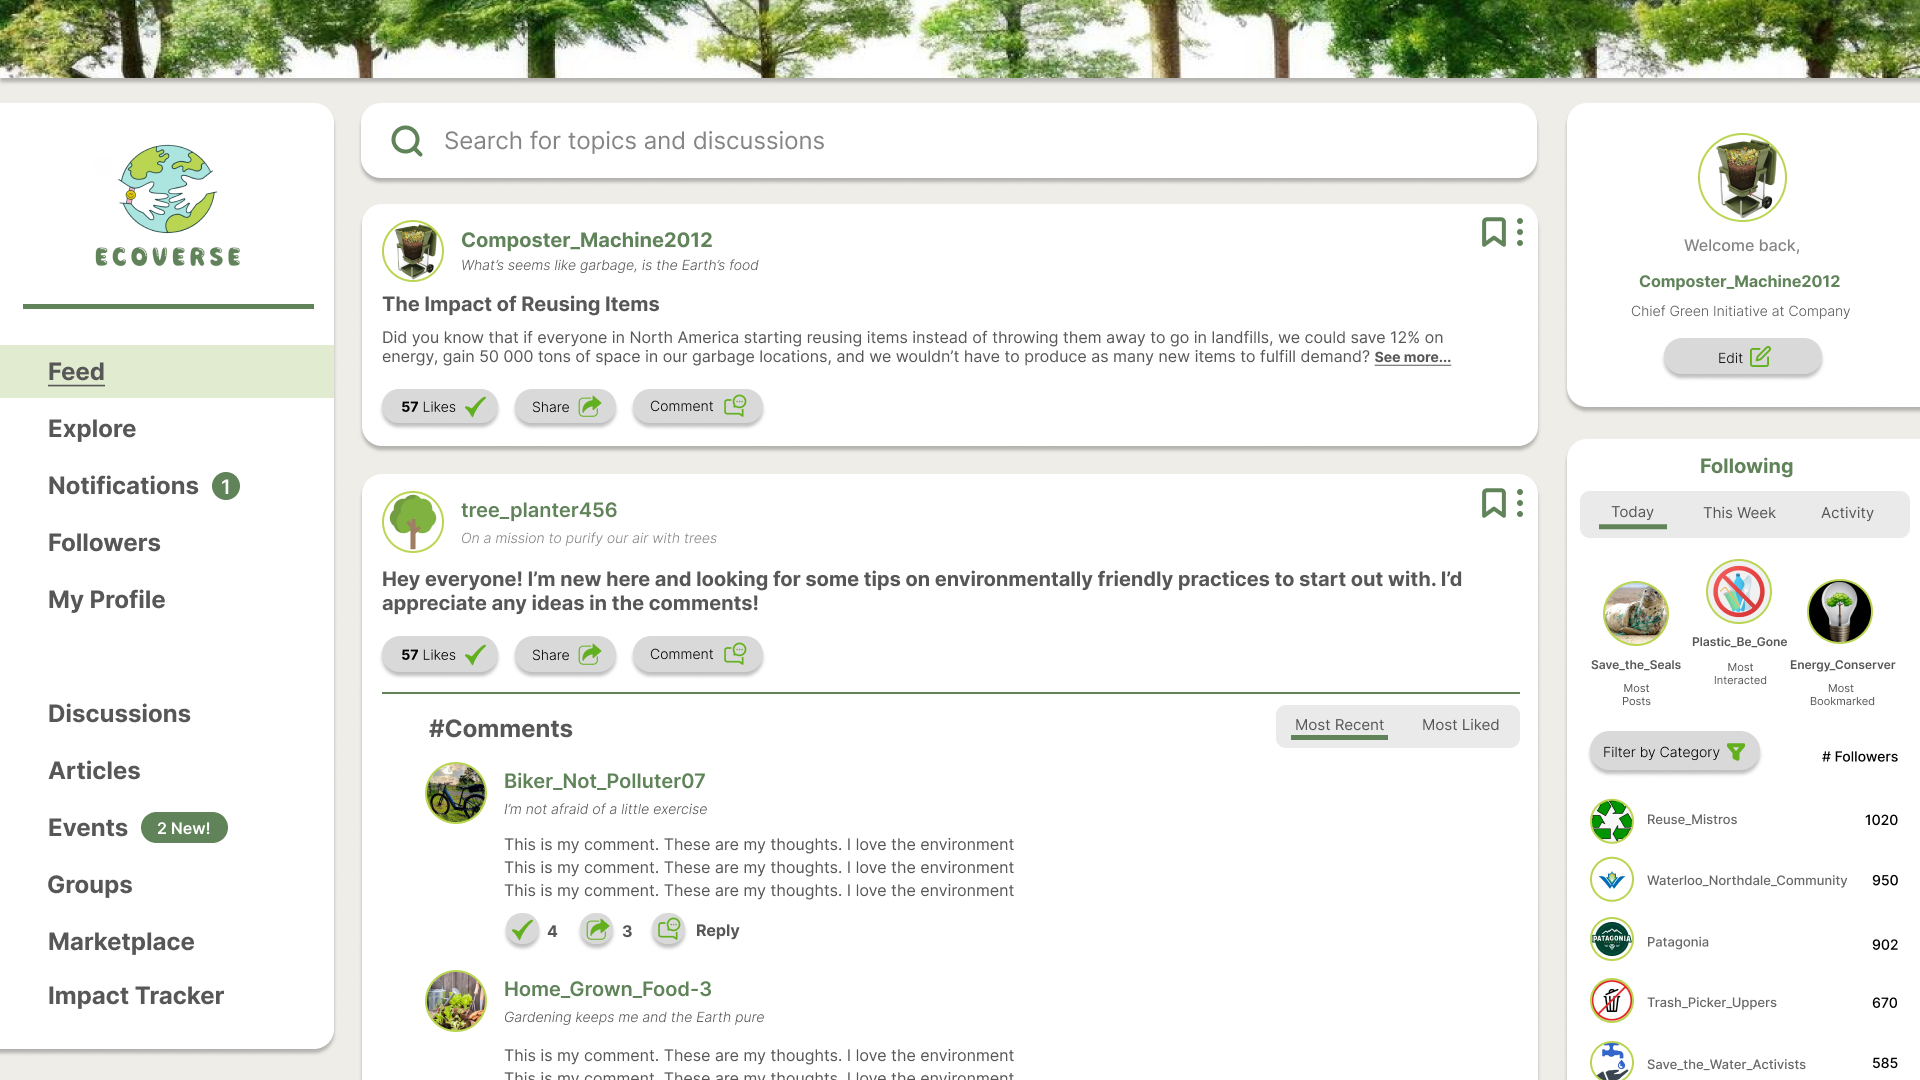 ECOVERSE
Feed
Explore
Notifications 1
Followers
My Profile
Discussions
Articles
Events 2 New!
Groups
Marketplace
Impact Tracker
Search for topics and discussions
Composter_Machine2012
What's seems like garbage, is the Earth's food
The Impact of Reusing Items
Did you know that if everyone in North America starting reusing items instead of throwing them away to go in landfills, we could save 12% on
energy, gain 50 000 tons of space in our garbage locations, and we wouldn't have to produce as many new items to fulfill demand? See more...
57 Likes Share Comment
tree_planter456
On a mission to purify our air with trees
Hey everyone! I'm new here and looking for some tips on environmentally friendly practices to start out with. I'd
appreciate any ideas in the comments!
57 Likes Share Comment
#Comments
Most Recent Most Liked
Biker_Not_Polluter07
I'm not afraid of a little exercise
This is my comment. These are my thoughts. I love the environment
This is my comment. These are my thoughts. I love the environment
This is my comment. These are my thoughts. I love the environment
4 3 Reply
Home_Grown_Food-3
Gardening keeps me and the Earth pure
This is my comment. These are my thoughts. I love the environment
This is my comment. These are my thoughts. I love the environment
Welcome back,
Composter_Machine2012
Chief Green Initiative at Company
Edit
Following
Today This Week Activity
Save_the_Seals
Most
Posts
Plastic_Be_Gone
Most
Interacted
Energy_Conserver
Most
Bookmarked
Filter by Category
# Followers
Reuse_Mistros 1020
Waterloo_Northdale_Community 950
PATAGONIA
Patagonia 902
Trash_Picker_Uppers 670
Save_the_Water_Activists 585